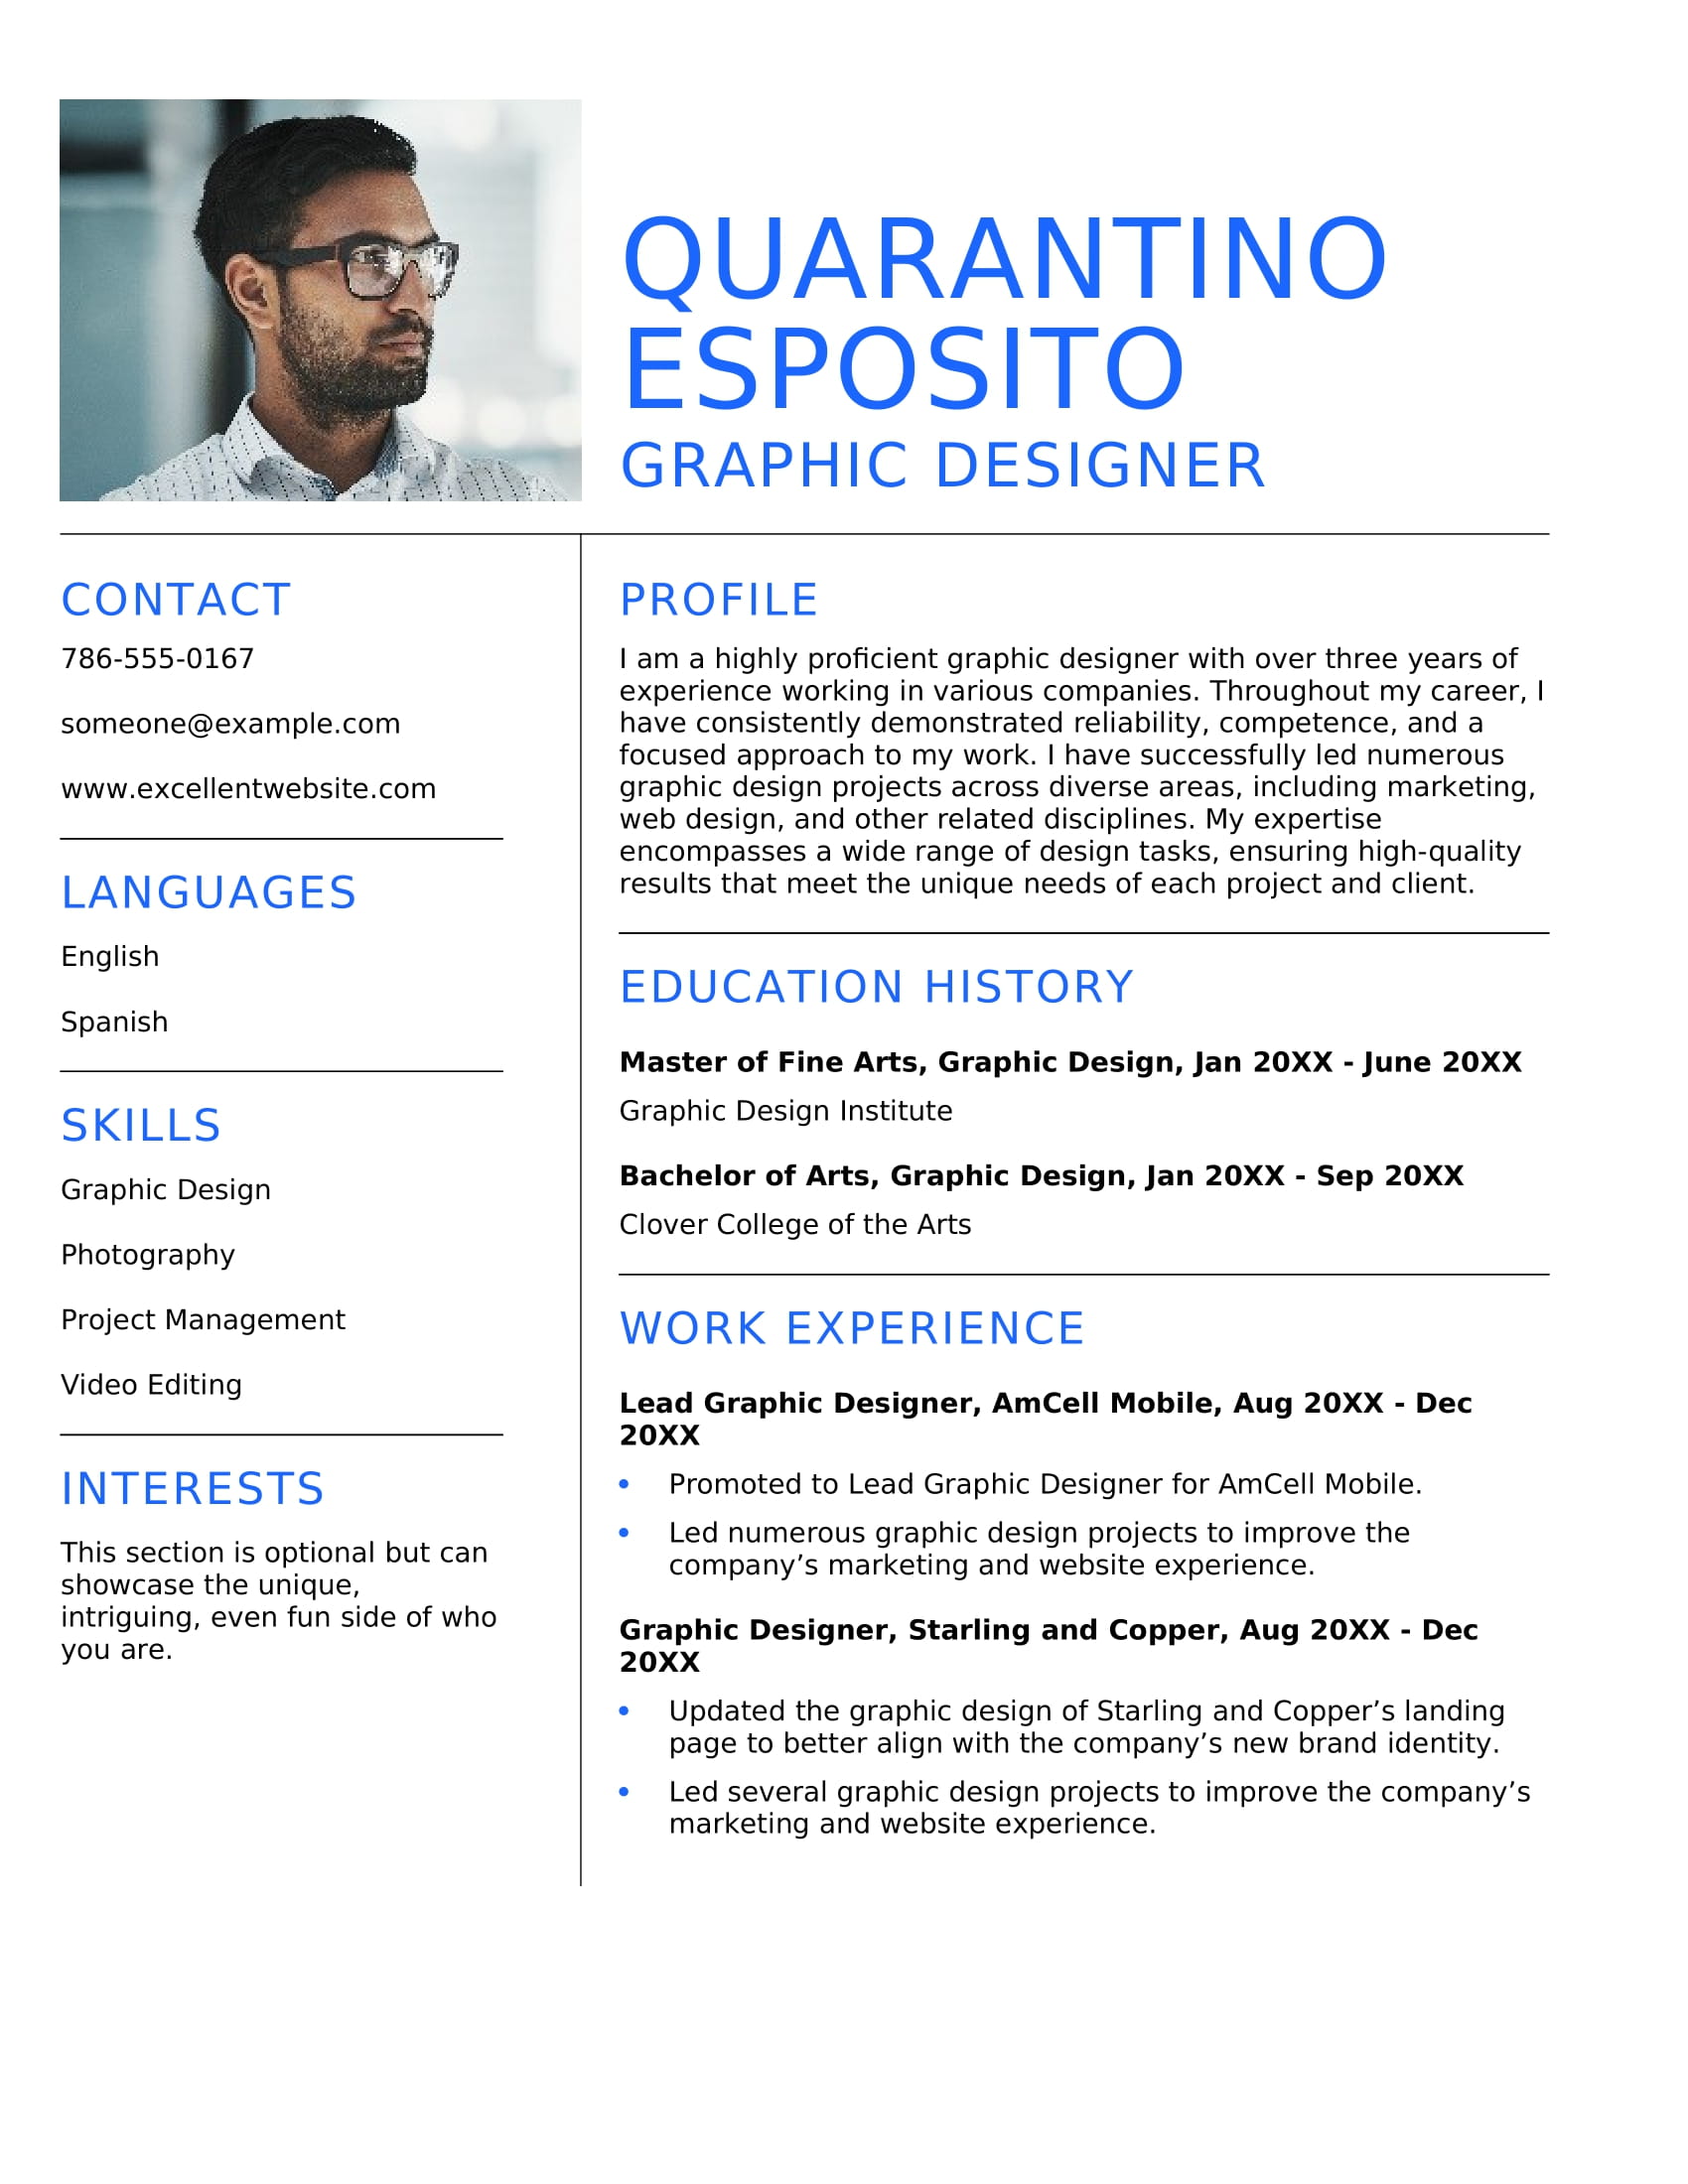 QUARANTINO
ESPOSITO
GRAPHIC DESIGNER
CONTACT
786-555-0167
someone@example.com
www.excellentwebsite.com
LANGUAGES
English
Spanish
SKILLS
Graphic Design
Photography
Project Management
Video Editing
INTERESTS
This section is optional but can
showcase the unique,
intriguing, even fun side of who
you are.
PROFILE
I am a highly proficient graphic designer with over three years of
experience working in various companies. Throughout my career, I
have consistently demonstrated reliability, competence, and a
focused approach to my work. I have successfully led numerous
graphic design projects across diverse areas, including marketing,
web design, and other related disciplines. My expertise
encompasses a wide range of design tasks, ensuring high-quality
results that meet the unique needs of each project and client.
EDUCATION HISTORY
Master of Fine Arts, Graphic Design, Jan 20XX - June 20XX
Graphic Design Institute
Bachelor of Arts, Graphic Design, Jan 20XX - Sep 20XX
Clover College of the Arts
WORK EXPERIENCE
Lead Graphic Designer, AmCell Mobile, Aug 20XX - Dec
20XX
• Promoted to Lead Graphic Designer for AmCell Mobile.
• Led numerous graphic design projects to improve the
company’s marketing and website experience.
Graphic Designer, Starling and Copper, Aug 20XX - Dec
20XX
• Updated the graphic design of Starling and Copper’s landing
page to better align with the company’s new brand identity.
• Led several graphic design projects to improve the company’s
marketing and website experience.